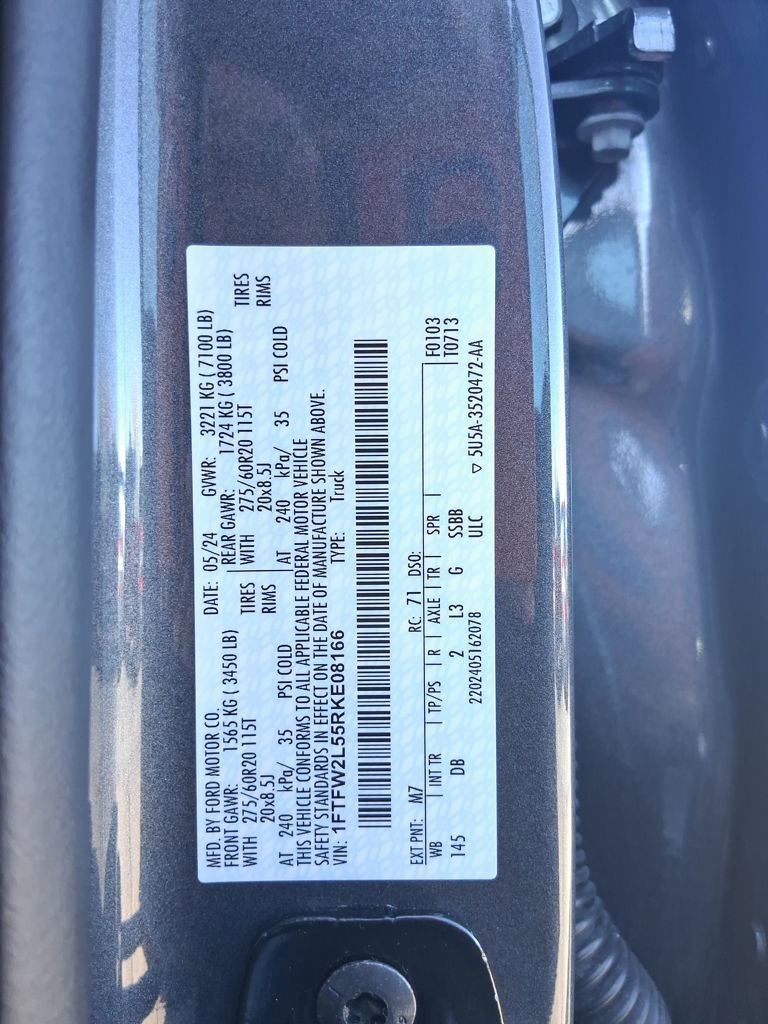 MFD. BY FORD MOTOR CO.
DATE: 05/24 GVWR: 3221 KG ( 7100 LB)
FRONT GAWR: 1565 KG ( 3450 LB)
REAR GAWR: 1724 KG ( 3800 LB)
WITH 275/60R20 115T TIRES
WITH 275/60R20 115T TIRES
20x8.5J RIMS
20x8.5J RIMS
AT 240 kPa/ 35 PSI COLD
AT 240 kPa/ 35 PSI COLD
THIS VEHICLE CONFORMS TO ALL APPLICABLE FEDERAL MOTOR VEHICLE
SAFETY STANDARDS IN EFFECT ON THE DATE OF MANUFACTURE SHOWN ABOVE.
VIN: 1FTFW2L55RKE08166 TYPE: Truck
EXT PNT: M7 RC: 71 DSO: F0103
WB INT TR TP/PS R AXLE TR SPR T0713
145 DB 2 L3 G SSBB
2202405162078 ULC ▽ 5U5A-3520472-AA